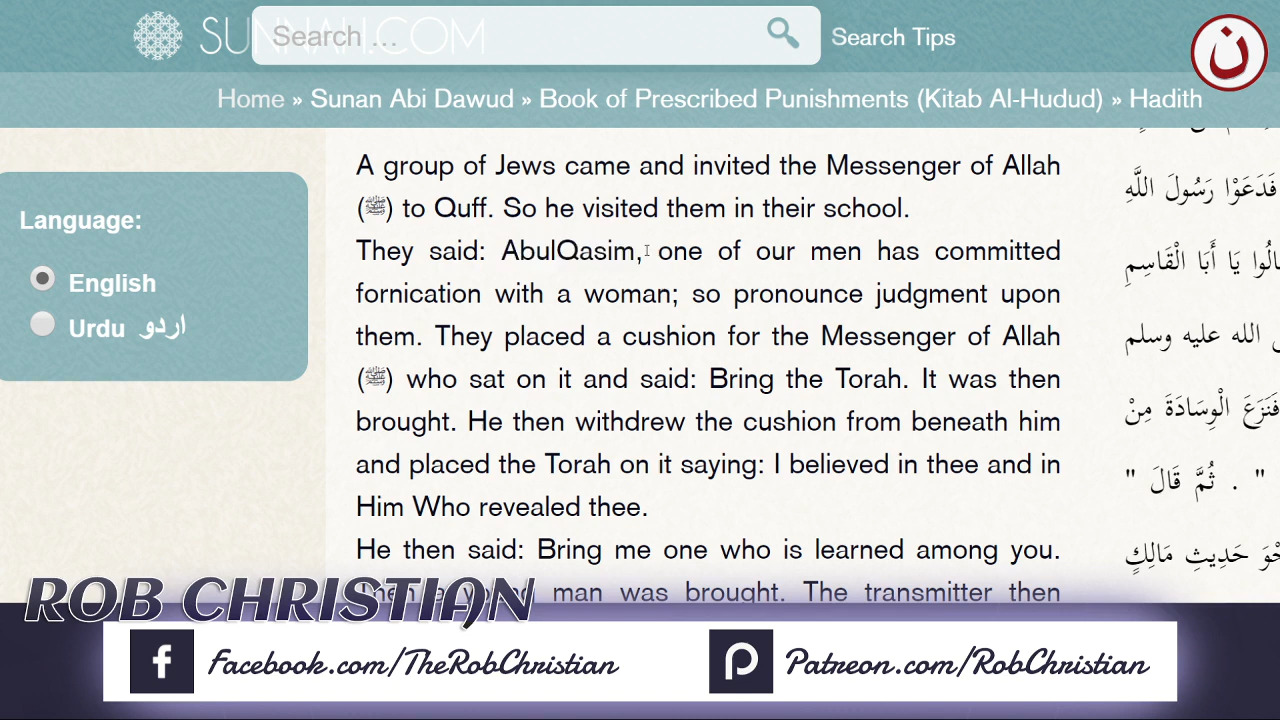 SUNNAH.COM
Search ...
Search Tips
ن
Home » Sunan Abi Dawud » Book of Prescribed Punishments (Kitab Al-Hudud) » Hadith
Language:
English
Urdu اردو
A group of Jews came and invited the Messenger of Allah
(ﷺ) to Quff. So he visited them in their school.
They said: AbulQasim, one of our men has committed
fornication with a woman; so pronounce judgment upon
them. They placed a cushion for the Messenger of Allah
(ﷺ) who sat on it and said: Bring the Torah. It was then
brought. He then withdrew the cushion from beneath him
and placed the Torah on it saying: I believed in thee and in
Him Who revealed thee.
He then said: Bring me one who is learned among you.
man was brought. The transmitter then
فَدَعَوْا رَسُولَ اللَّهِ
يَا أَبَا الْقَاسِمِ
الله عليه وسلم
فَنَزَعَ الْوِسَادَةَ مِنْ
" . ثُمَّ قَالَ "
حَدِيثِ مَالِكٍ
ROB CHRISTIAN
Facebook.com/TheRobChristian
Patreon.com/RobChristian